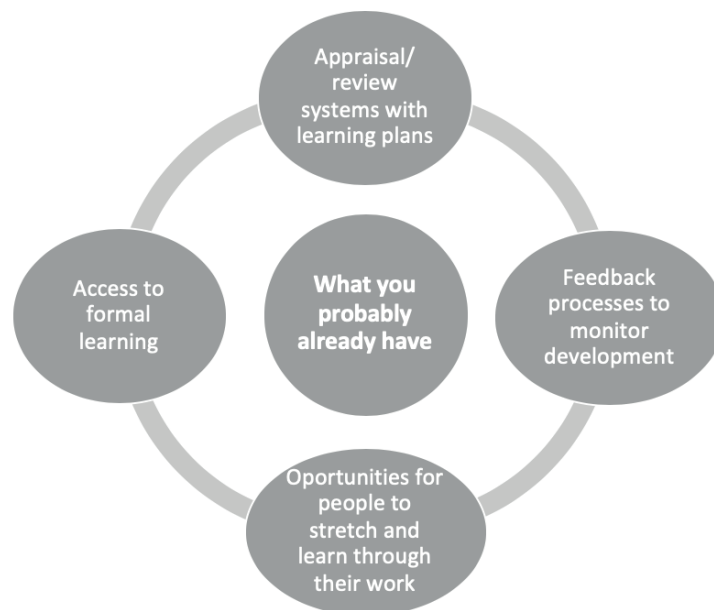 Appraisal/
review
systems with
learning plans
Access to
formal
learning
What you
probably
already have
Feedback
processes to
monitor
development
Oportunities for
people to
stretch and
learn through
their work